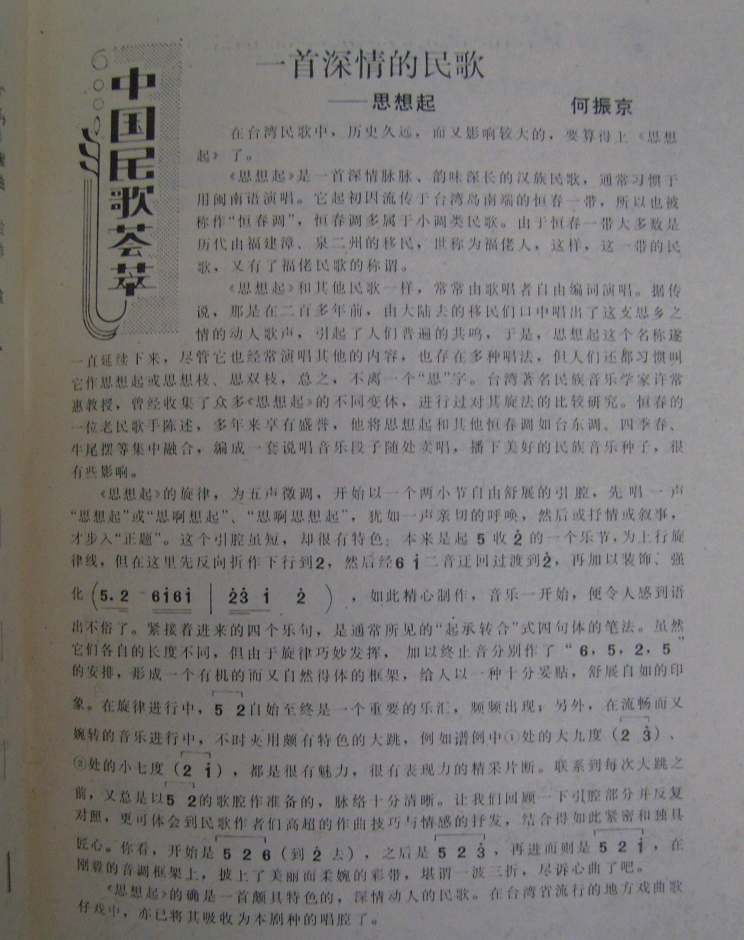 中国民歌荟萃
一首深情的民歌
——思想起 何振京
在台湾民歌中，历史久远，而又影响较大的，要算得上《思想
起》了。
《思想起》是一首深情脉脉、韵味深长的汉族民歌，通常习惯于
用闽南语演唱。它起初因流传于台湾岛南端的恒春一带，所以也被
称作“恒春调”，恒春调多属于小调类民歌。由于恒春一带大多数是
历代由福建漳、泉二州的移民，世称为福佬人，这样，这一带的民
歌，又有了福佬民歌的称谓。
《思想起》和其他民歌一样，常常由歌唱者自由编词演唱。据传
说，那是在二百多年前，由大陆去的移民们口中唱出了这支思乡之
情的动人歌声，引起了人们普遍的共鸣，于是，思想起这个名称遂
一直延续下来，尽管它也经常演唱其他的内容，也存在多种唱法，但人们还都习惯叫
它作思想起或思想枝、思双枝，总之，不离一个“思”字。台湾著名民族音乐学家许常
惠教授，曾经收集了众多《思想起》的不同变体，进行过对其旋法的比较研究。恒春的
一位老民歌手陈述，多年来享有盛誉，他将思想起和其他恒春调如台东调、四季春、
牛尾摆等集中融合，编成一套说唱音乐段子随处卖唱，播下美好的民族音乐种子，很
有些影响。
《思想起》的旋律，为五声徵调，开始以一个两小节自由舒展的引腔，先唱一声
“思想起”或“思啊想起”、“思啊思想起”，犹如一声亲切的呼唤，然后或抒情或叙事，
才步入“正题”。这个引腔虽短，却很有特色：本来是起 5 收 2̇ 的一个乐节，为上行旋
律线，但在这里先反向折作下行到2，然后经6 1̇ 二音迂回过渡到2̇，再加以装饰、强
化（5. 2 6 1̇ 6 1̇ | 2̇ 3̇ 1̇ 2̇ ），如此精心制作，音乐一开始，便令人感到语
出不俗了。紧接着进来的四个乐句，是通常所见的“起承转合”式四句体的笔法。虽然
它们各自的长度不同，但由于旋律巧妙发挥，加以终止音分别作了“6，5，2，5”
的安排，形成一个有机的而又自然得体的框架，给人以一种十分妥贴，舒展自如的印
象。在旋律进行中，5 2自始至终是一个重要的乐汇，频频出现；另外，在流畅而又
婉转的音乐进行中，不时夹用颇有特色的大跳，例如谱例中①处的大九度（2 3̇）、
②处的小七度（2 1̇），都是很有魅力，很有表现力的精采片断。联系到每次大跳之
前，又总是以5 2的歌腔作准备的，脉络十分清晰。让我们回顾一下引腔部分并反复
对照，更可体会到民歌作者们高超的作曲技巧与情感的抒发，结合得如此紧密和独具
匠心。你看，开始是 5 2 6（到 2̇ 去），之后是 5 2 3̇，再进而则是 5 2 1̇，在
刚毅的音调框架上，披上了美丽而柔婉的彩带，堪谓一波三折，尽诉心曲了吧。
《思想起》的确是一首颇具特色的，深情动人的民歌。在台湾省流行的地方戏曲歌
仔戏中，亦已将其吸收为本剧种的唱腔了。